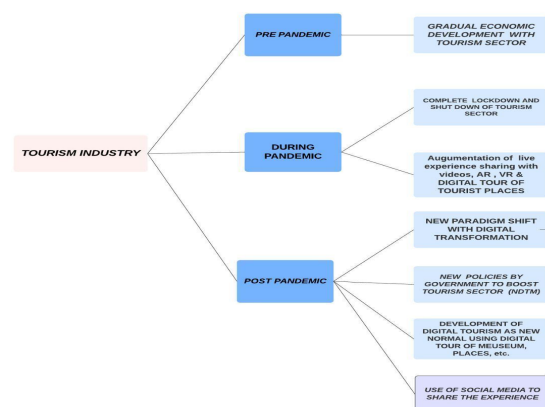 TOURISM INDUSTRY
PRE PANDEMIC
GRADUAL ECONOMIC
DEVELOPMENT WITH
TOURISM SECTOR
DURING
PANDEMIC
COMPLETE LOCKDOWN AND
SHUT DOWN OF TOURISM
SECTOR
Augumentation of live
experience sharing with
videos, AR , VR &
DIGITAL TOUR OF
TOURIST PLACES
POST PANDEMIC
NEW PARADIGM SHIFT
WITH DIGITAL
TRANSFORMATION
NEW POLICIES BY
GOVERNMENT TO BOOST
TOURISM SECTOR (NDTM)
DEVELOPMENT OF
DIGITAL TOURISM AS NEW
NORMAL USING DIGITAL
TOUR OF MEUSEUM,
PLACES, etc.
USE OF SOCIAL MEDIA TO
SHARE THE EXPERIENCE